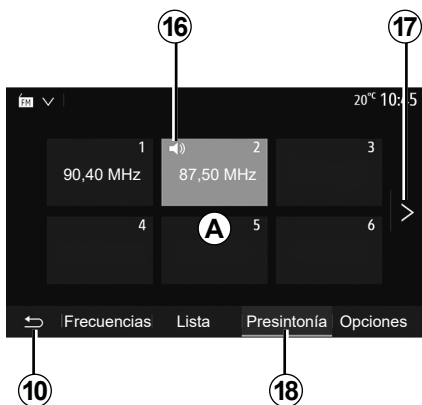 16 17
FM 20°C 10:45
1 2 3
90,40 MHz 87,50 MHz
4 A 5 6
Frecuencias Lista Presintonía Opciones
10 18